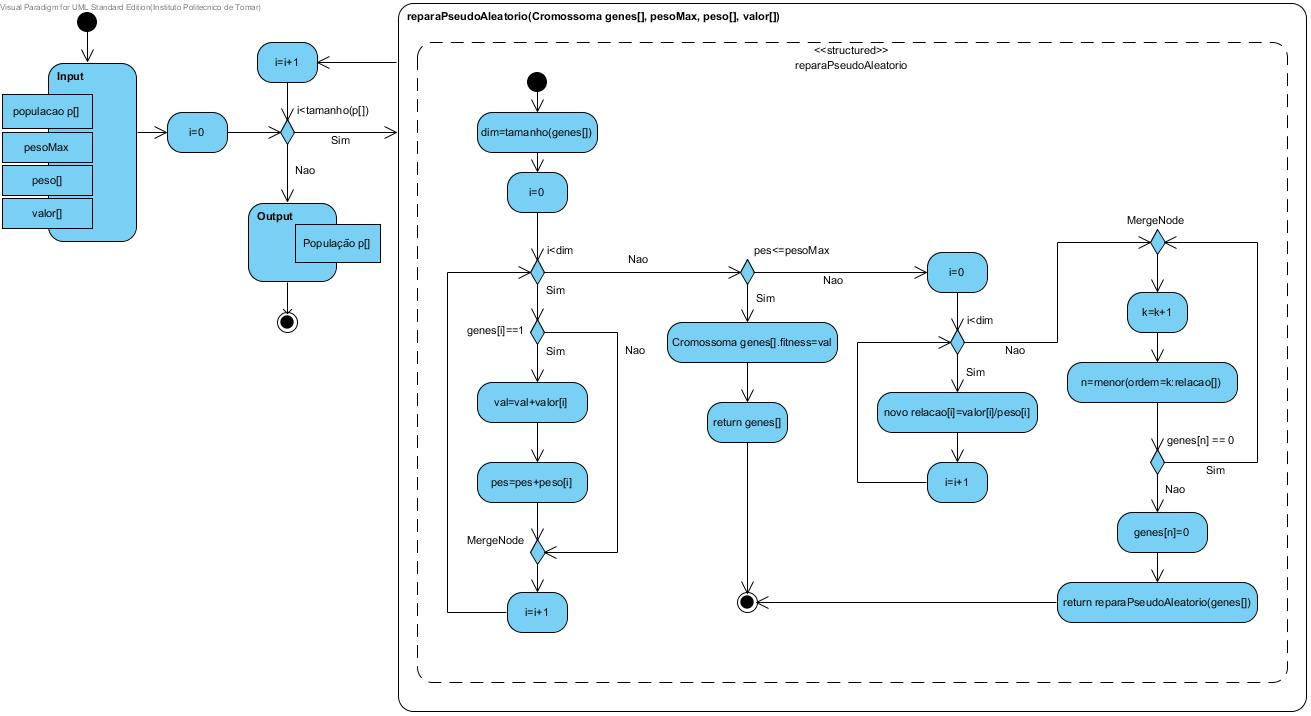 Visual Paradigm for UML Standard Edition(Instituto Politecnico de Tomar)
Input
populacao p[]
pesoMax
peso[]
valor[]
i=0
i=i+1
i<tamanho(p[])
Sim
Nao
Output
População p[]
reparaPseudoAleatorio(Cromossoma genes[], pesoMax, peso[], valor[])
<<structured>>
reparaPseudoAleatorio
dim=tamanho(genes[])
i=0
i<dim
Nao
Sim
genes[i]==1
Sim
Nao
val=val+valor[i]
pes=pes+peso[i]
MergeNode
i=i+1
pes<=pesoMax
Nao
Sim
Cromossoma genes[].fitness=val
return genes[]
i=0
i<dim
Nao
Sim
novo relacao[i]=valor[i]/peso[i]
i=i+1
MergeNode
k=k+1
n=menor(ordem=k:relacao[])
genes[n] == 0
Sim
Nao
genes[n]=0
return reparaPseudoAleatorio(genes[])